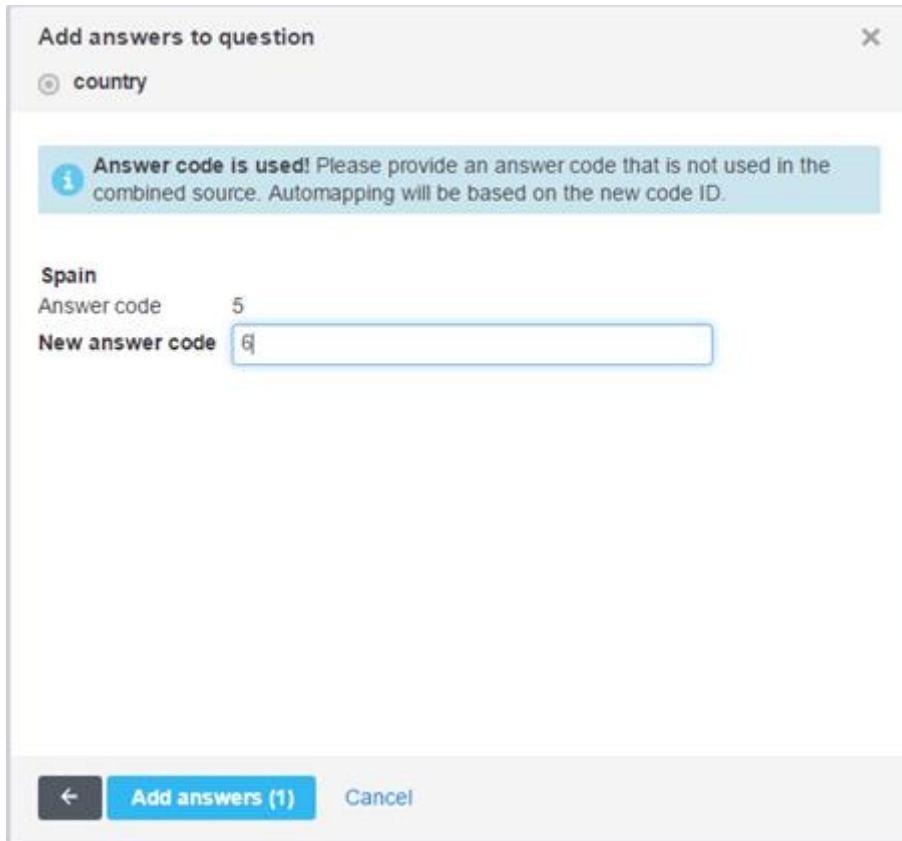 Add answers to question
country
Answer code is used! Please provide an answer code that is not used in the
combined source. Automapping will be based on the new code ID.
Spain
Answer code 5
New answer code 6
Add answers (1) Cancel